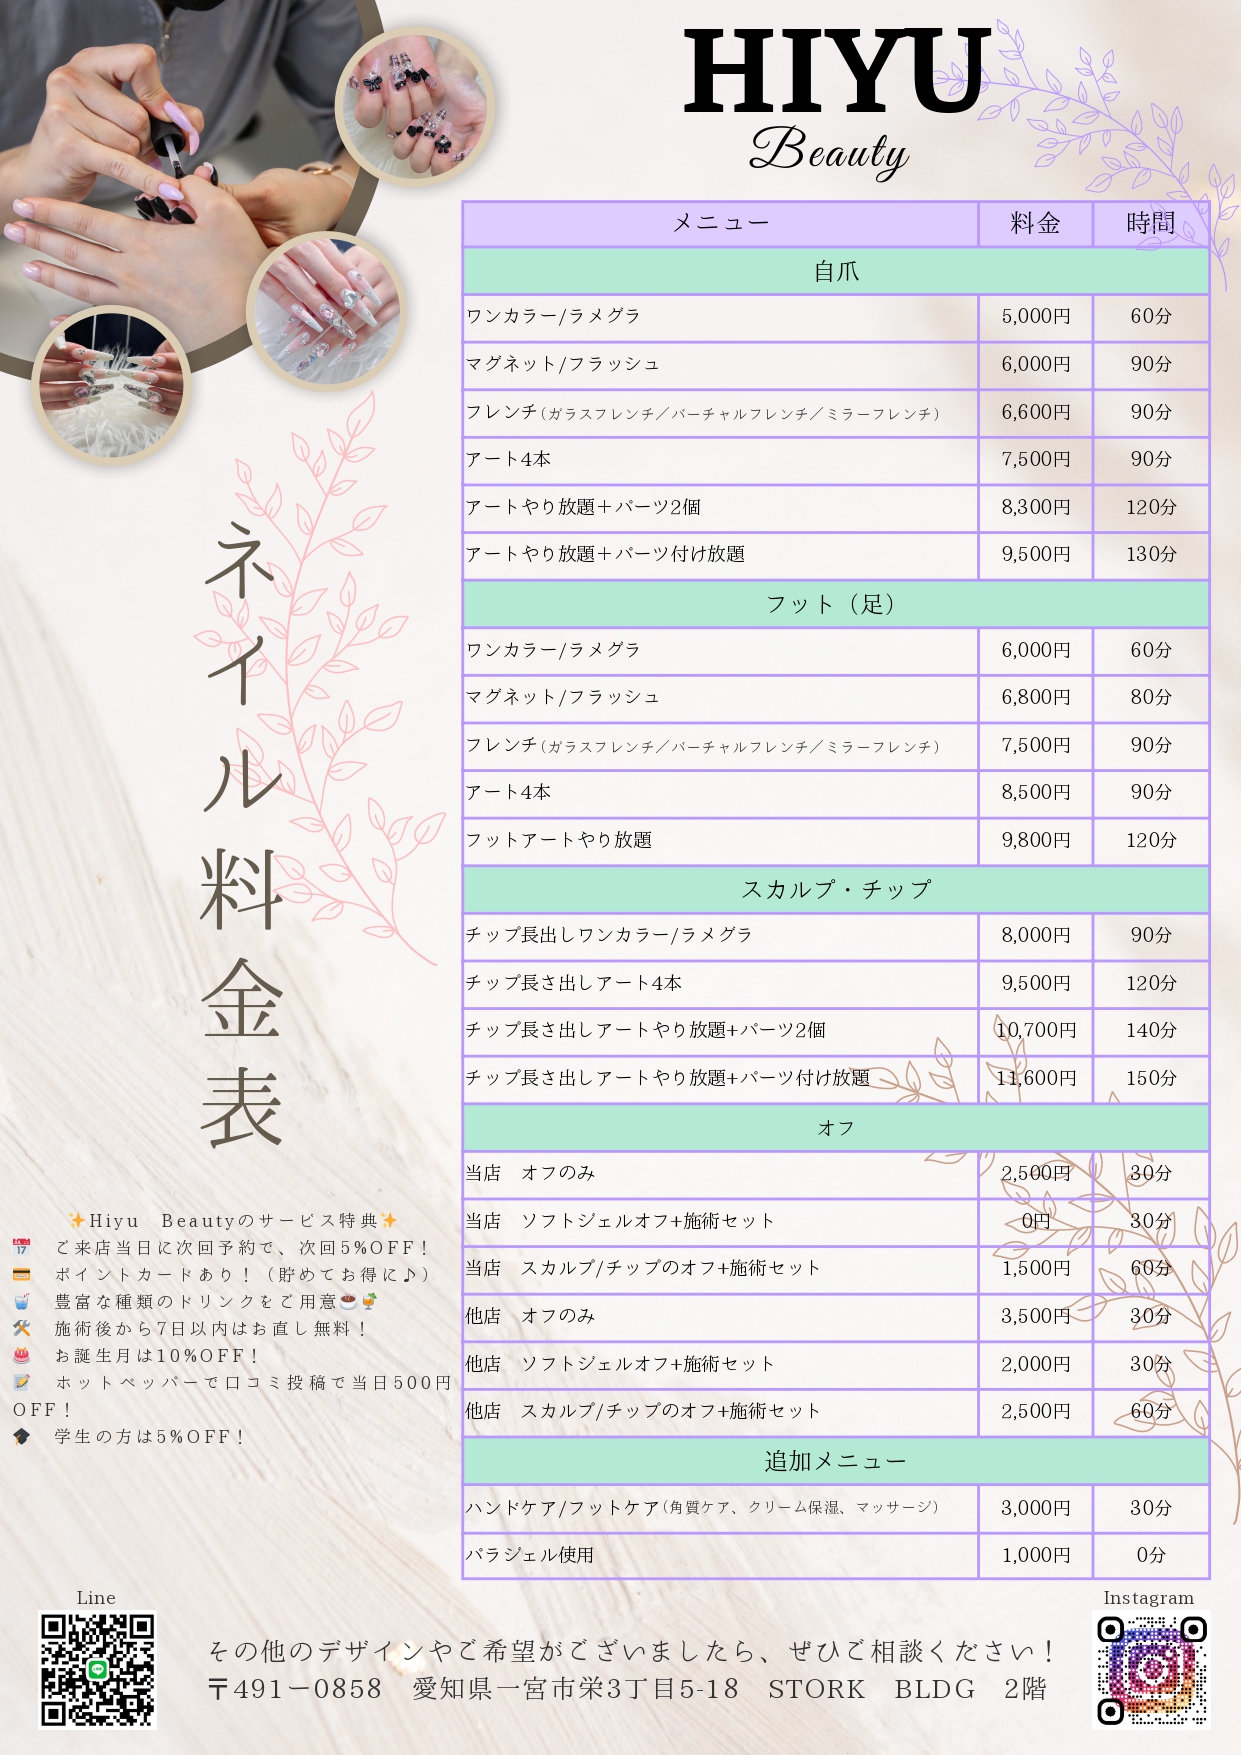 HIYU
Beauty
メニュー 料金 時間
自爪
ワンカラー/ラメグラ 5,000円 60分
マグネット/フラッシュ 6,000円 90分
フレンチ(ガラスフレンチ／バーチャルフレンチ／ミラーフレンチ) 6,600円 90分
アート4本 7,500円 90分
アートやり放題＋パーツ2個 8,300円 120分
アートやり放題＋パーツ付け放題 9,500円 130分
フット（足）
ワンカラー/ラメグラ 6,000円 60分
マグネット/フラッシュ 6,800円 80分
フレンチ(ガラスフレンチ／バーチャルフレンチ／ミラーフレンチ) 7,500円 90分
アート4本 8,500円 90分
フットアートやり放題 9,800円 120分
スカルプ・チップ
チップ長出しワンカラー/ラメグラ 8,000円 90分
チップ長さ出しアート4本 9,500円 120分
チップ長さ出しアートやり放題+パーツ2個 10,700円 140分
チップ長さ出しアートやり放題+パーツ付け放題 11,600円 150分
オフ
当店　オフのみ 2,500円 30分
当店　ソフトジェルオフ+施術セット 0円 30分
当店　スカルプ/チップのオフ+施術セット 1,500円 60分
他店　オフのみ 3,500円 30分
他店　ソフトジェルオフ+施術セット 2,000円 30分
他店　スカルプ/チップのオフ+施術セット 2,500円 60分
追加メニュー
ハンドケア/フットケア(角質ケア、クリーム保湿、マッサージ) 3,000円 30分
パラジェル使用 1,000円 0分
ネイル料金表
✨Hiyu　Beautyのサービス特典✨
📅　ご来店当日に次回予約で、次回5%OFF！
💳　ポイントカードあり！（貯めてお得に♪）
🥤　豊富な種類のドリンクをご用意☕🍹
🛠　施術後から7日以内はお直し無料！
🎂　お誕生月は10%OFF！
📝　ホットペッパーで口コミ投稿で当日500円
OFF！
🎓　学生の方は5%OFF！
Line
Instagram
その他のデザインやご希望がございましたら、ぜひご相談ください！
〒491ー0858　愛知県一宮市栄3丁目5-18　STORK　BLDG　2階